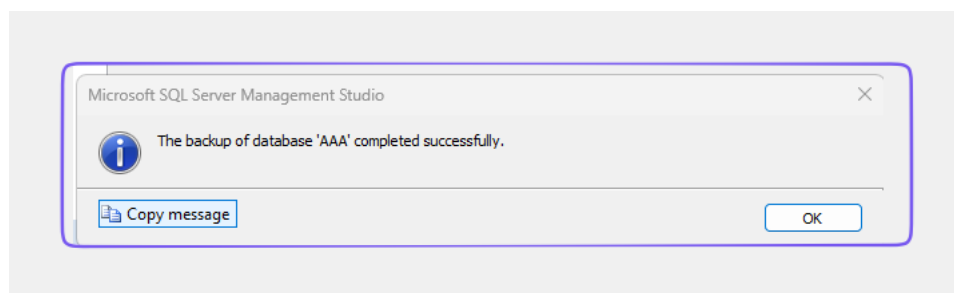 Microsoft SQL Server Management Studio
The backup of database 'AAA' completed successfully.
Copy message
OK